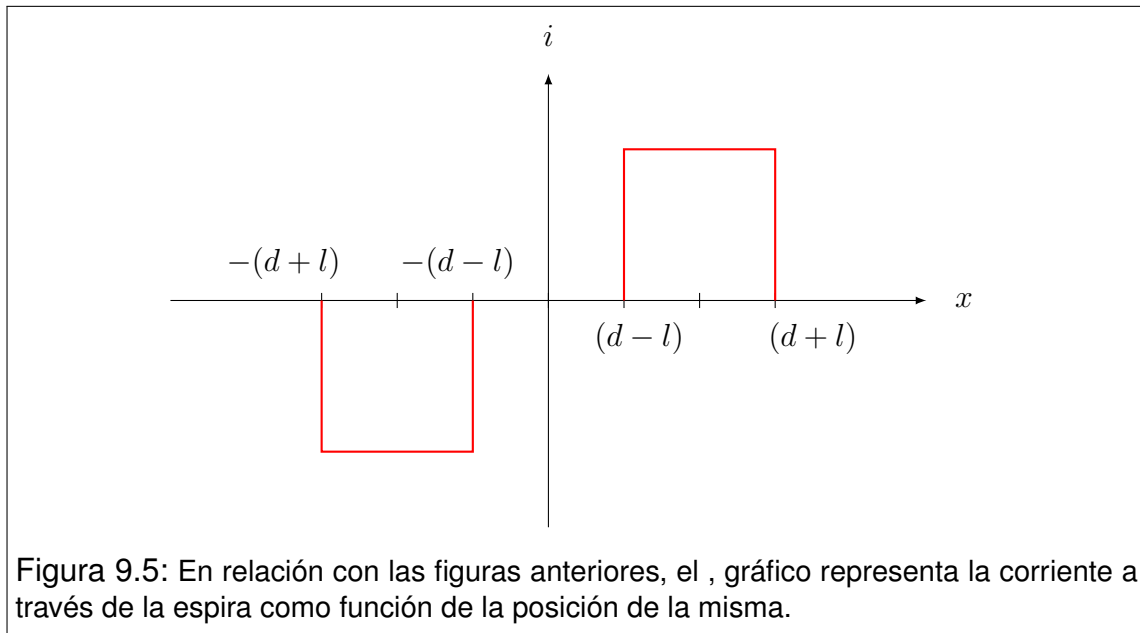 i
−(d + l)
−(d − l)
x
(d − l)
(d + l)
Figura 9.5: En relación con las figuras anteriores, el , gráfico representa la corriente a
través de la espira como función de la posición de la misma.